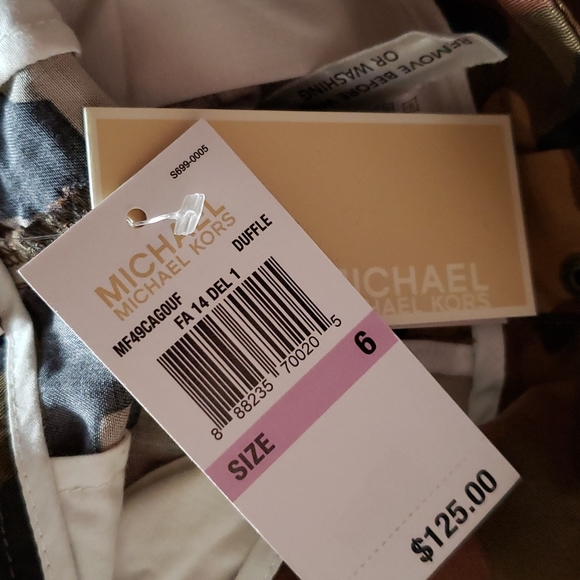 REMOVE BEFORE
OR WASHING
S699-0005
MICHAEL
MICHAEL KORS
MF49CAG0UF DUFFLE
FA 14 DEL 1
8 88235 70020 5
SIZE 6
$125.00
MICHAEL
MICHAEL KORS